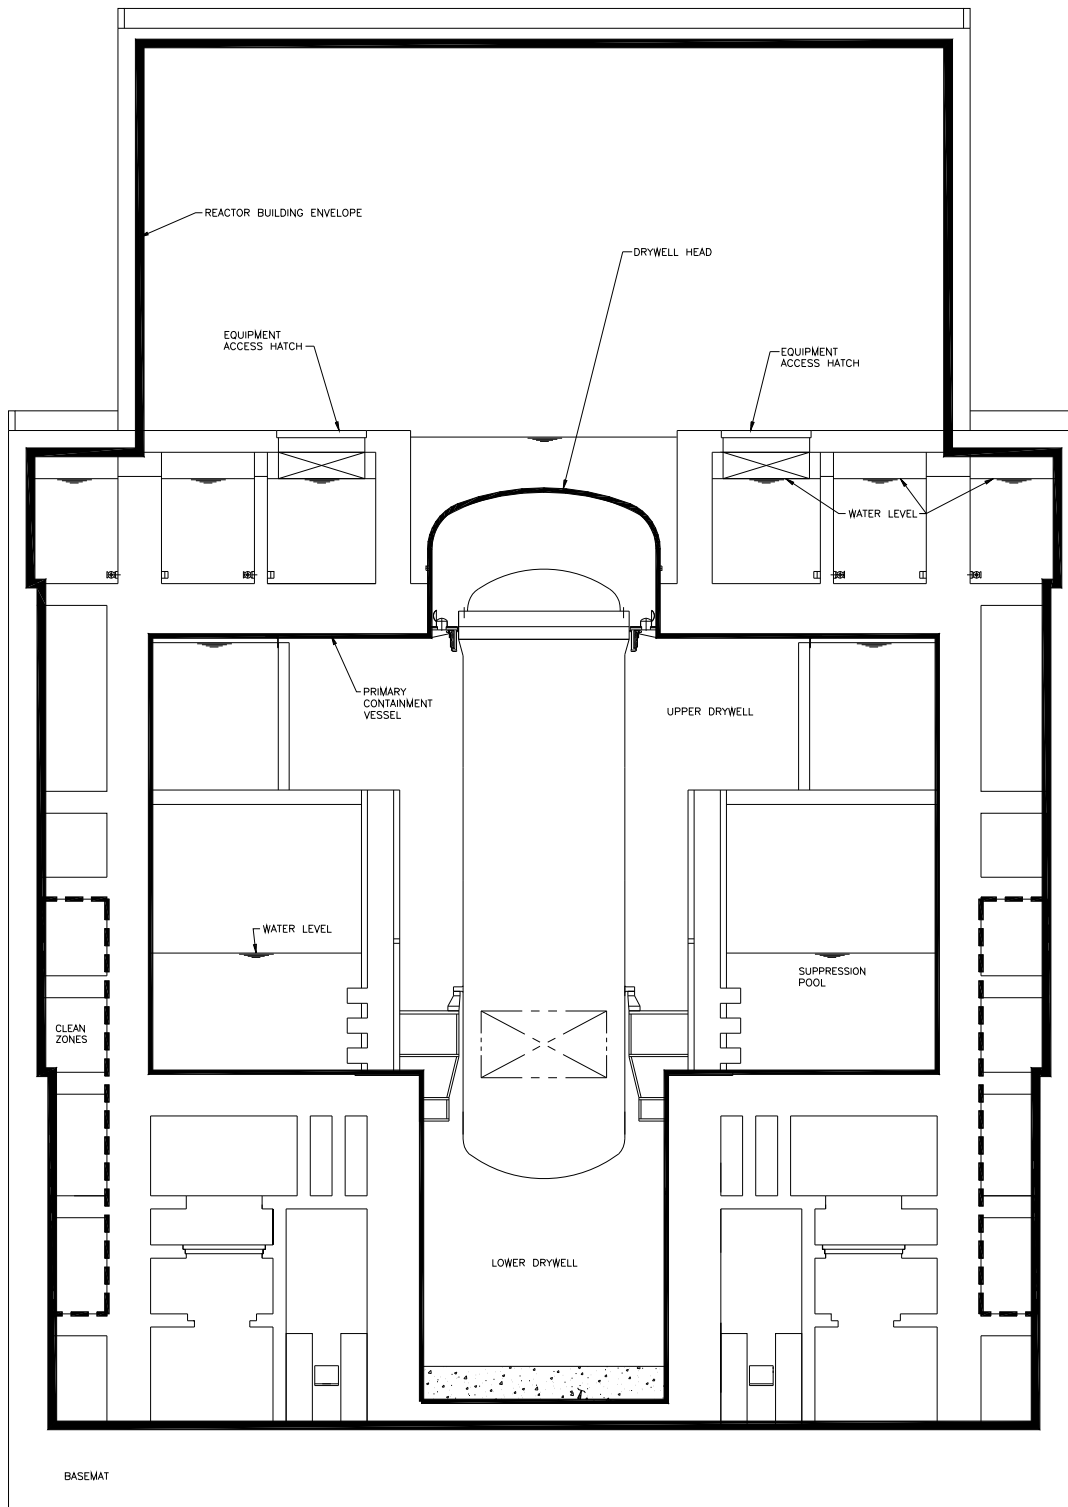 REACTOR BUILDING ENVELOPE
DRYWELL HEAD
EQUIPMENT
ACCESS HATCH
EQUIPMENT
ACCESS HATCH
WATER LEVEL
PRIMARY
CONTAINMENT
VESSEL
UPPER DRYWELL
WATER LEVEL
SUPPRESSION
POOL
CLEAN
ZONES
LOWER DRYWELL
BASEMAT